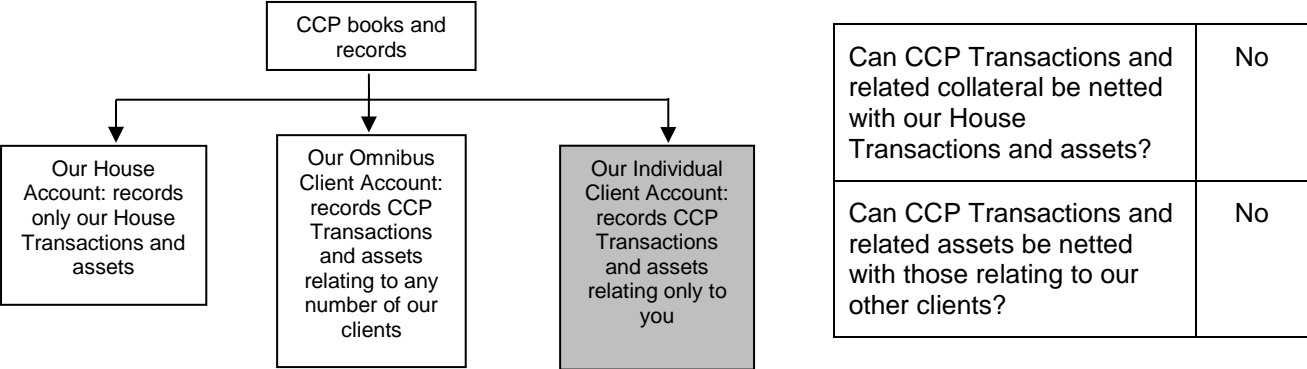 CCP books and
records
Our House
Account: records
only our House
Transactions and
assets
Our Omnibus
Client Account:
records CCP
Transactions
and assets
relating to any
number of our
clients
Our Individual
Client Account:
records CCP
Transactions
and assets
relating only to
you
Can CCP Transactions and
related collateral be netted
with our House
Transactions and assets?
No
Can CCP Transactions and
related assets be netted
with those relating to our
other clients?
No